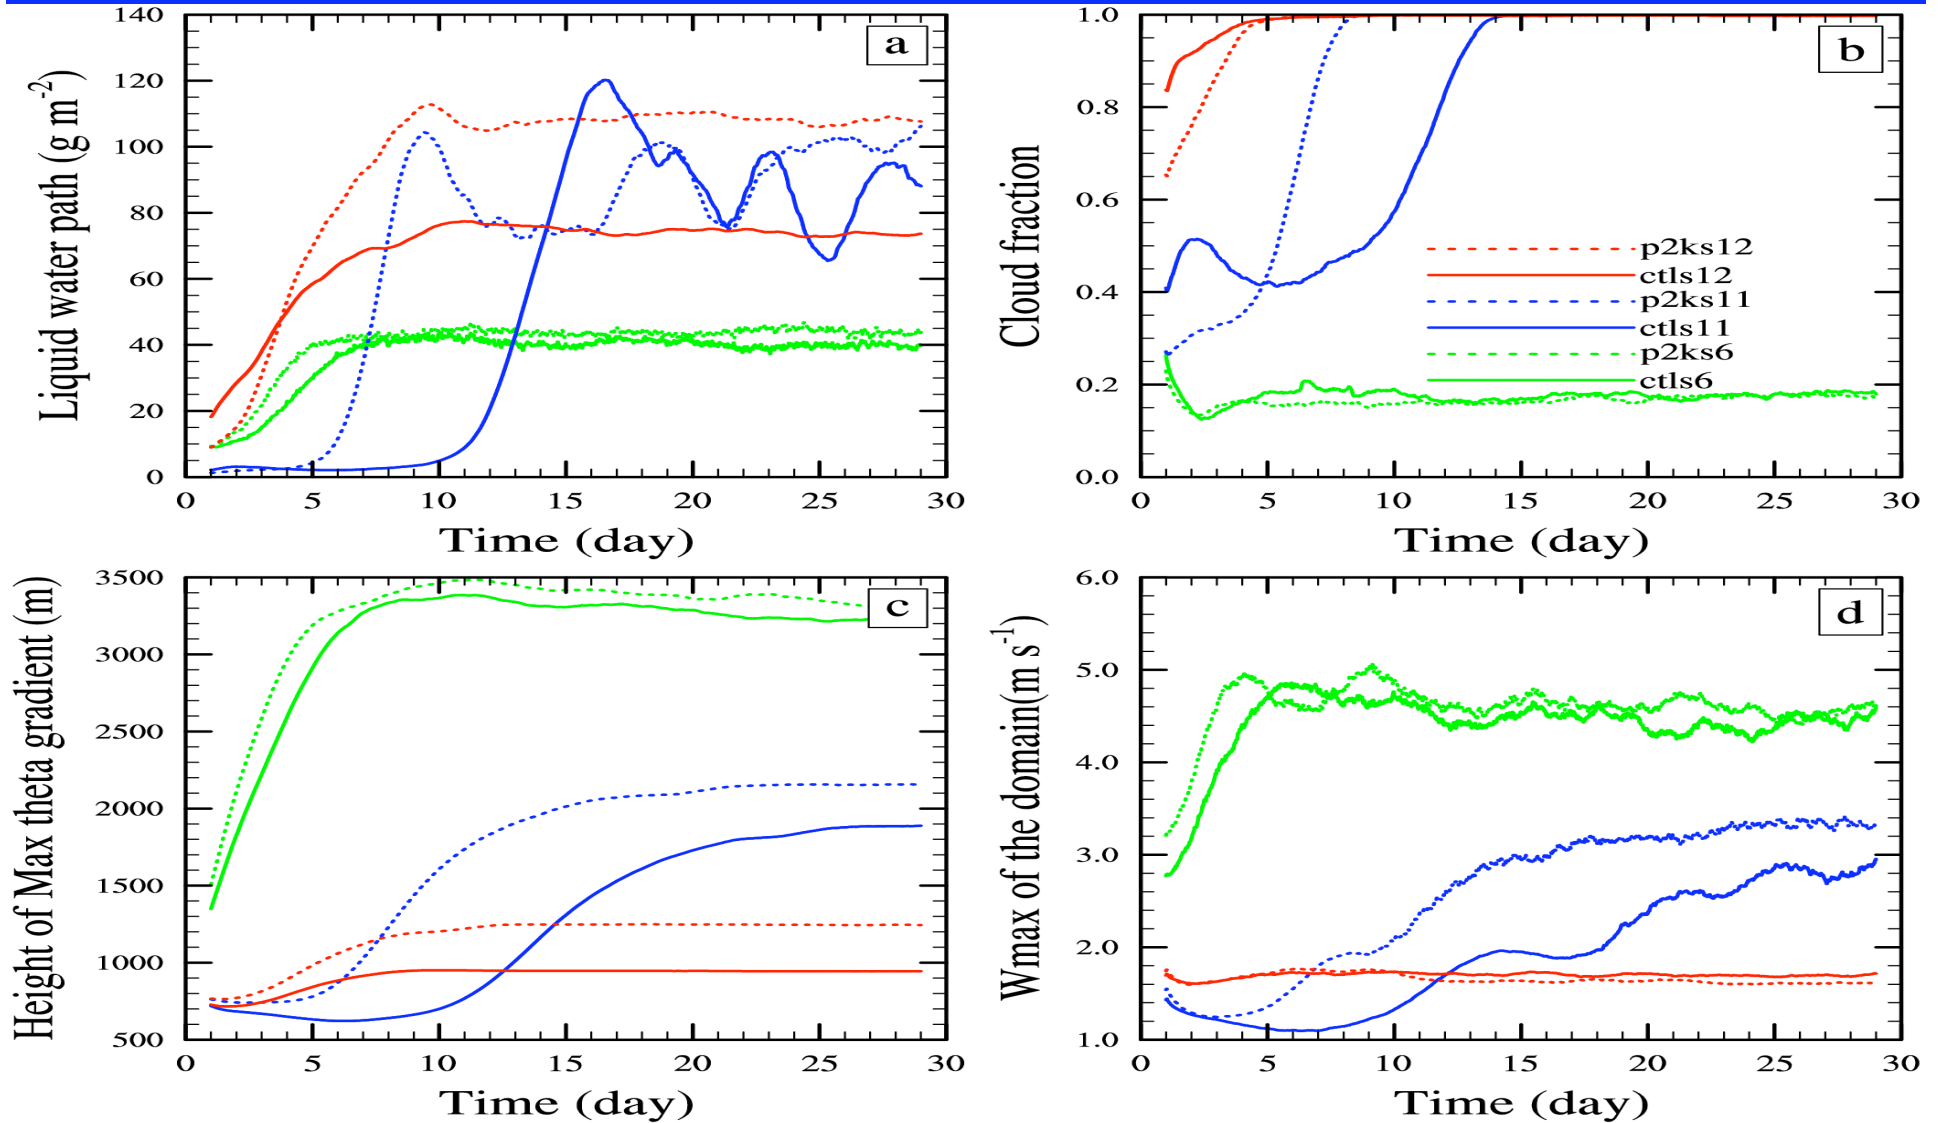 a
140
120
100
80
60
40
20
0
0 5 10 15 20 25 30
Time (day)
Liquid water path (g m-2)
b
1.0
0.8
0.6
0.4
0.2
0.0
p2ks12
ctls12
p2ks11
ctls11
p2ks6
ctls6
0 5 10 15 20 25 30
Time (day)
Cloud fraction
c
3500
3000
2500
2000
1500
1000
500
0 5 10 15 20 25 30
Time (day)
Height of Max theta gradient (m)
d
6.0
5.0
4.0
3.0
2.0
1.0
0 5 10 15 20 25 30
Time (day)
Wmax of the domain(m s-1)